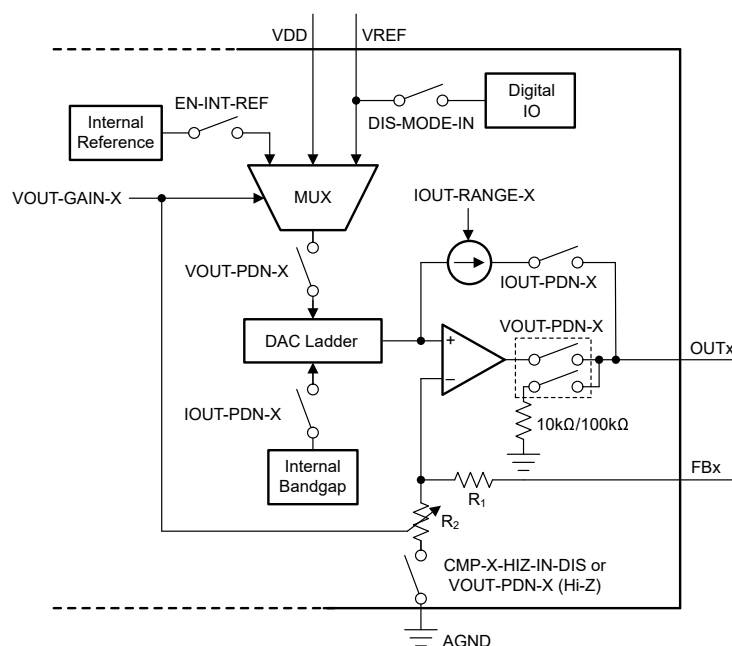 VDD
VREF
EN-INT-REF
Internal
Reference
DIS-MODE-IN
Digital
IO
VOUT-GAIN-X
MUX
IOUT-RANGE-X
VOUT-PDN-X
IOUT-PDN-X
DAC Ladder
+
–
VOUT-PDN-X
OUTx
IOUT-PDN-X
10kΩ/100kΩ
Internal
Bandgap
FBx
R₁
R₂
CMP-X-HIZ-IN-DIS or
VOUT-PDN-X (Hi-Z)
AGND